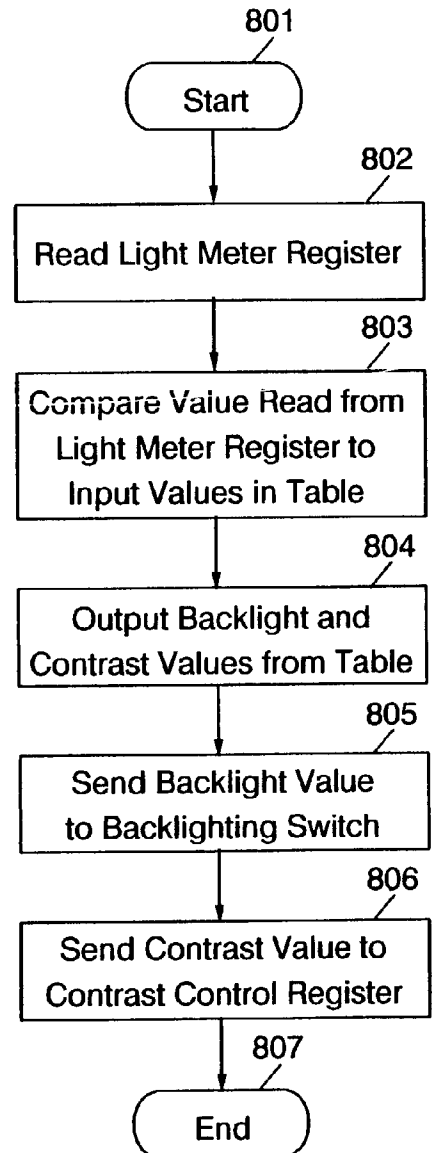 801
Start
802
Read Light Meter Register
803
Compare Value Read from
Light Meter Register to
Input Values in Table
804
Output Backlight and
Contrast Values from Table
805
Send Backlight Value
to Backlighting Switch
806
Send Contrast Value to
Contrast Control Register
807
End